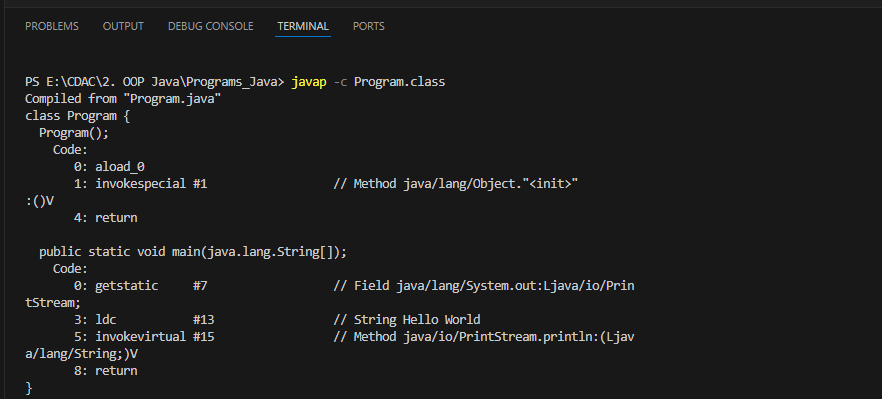 PROBLEMS OUTPUT DEBUG CONSOLE TERMINAL PORTS
PS E:\CDAC\2. OOP Java\Programs_Java> javap -c Program.class
Compiled from "Program.java"
class Program {
  Program();
    Code:
       0: aload_0
       1: invokespecial #1                  // Method java/lang/Object."<init>"
:()V
       4: return

  public static void main(java.lang.String[]);
    Code:
       0: getstatic     #7                  // Field java/lang/System.out:Ljava/io/Prin
tStream;
       3: ldc           #13                 // String Hello World
       5: invokevirtual #15                 // Method java/io/PrintStream.println:(Ljav
a/lang/String;)V
       8: return
}